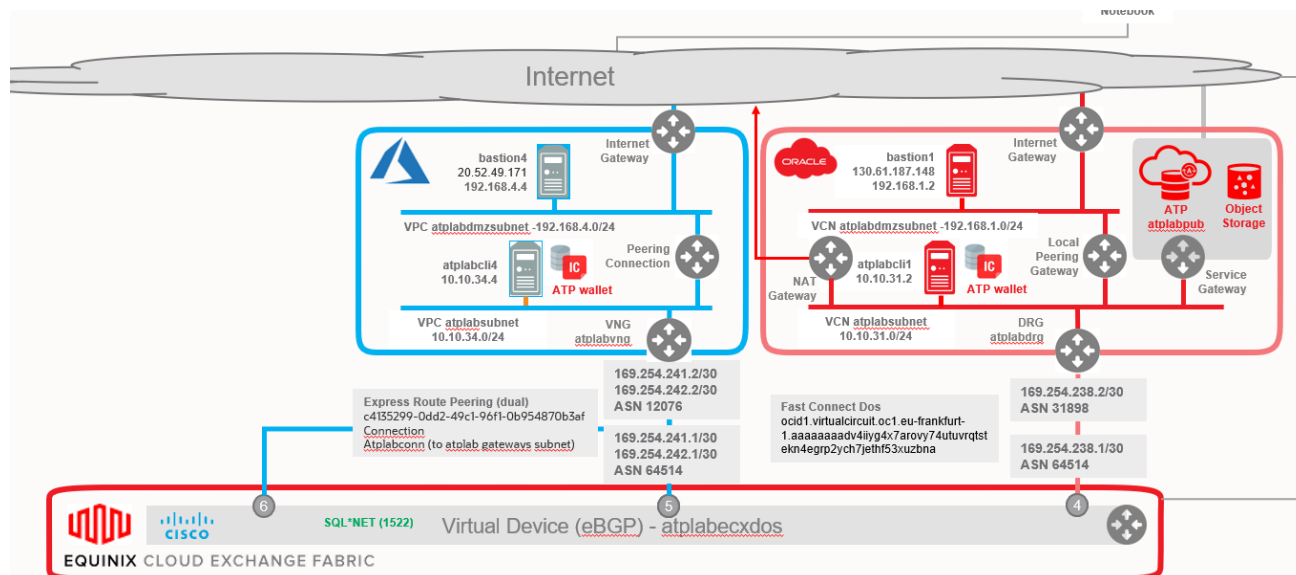 Notebook
Internet
Internet
Gateway
bastion4
20.52.49.171
192.168.4.4
VPC atplabdmzsubnet -192.168.4.0/24
Peering
Connection
atplabcli4
10.10.34.4
IC
ATP wallet
VPC atplabsubnet
10.10.34.0/24
VNG
atplabvng
ORACLE
bastion1
130.61.187.148
192.168.1.2
Internet
Gateway
ATP
atplabpub
Object
Storage
VCN atplabdmzsubnet -192.168.1.0/24
NAT
Gateway
atplabcli1
10.10.31.2
IC
ATP wallet
Local
Peering
Gateway
Service
Gateway
VCN atplabsubnet
10.10.31.0/24
DRG
atplabdrg
169.254.241.2/30
169.254.242.2/30
ASN 12076
Express Route Peering (dual)
c4135299-0dd2-49c1-96f1-0b954870b3af
Connection
Atplabconn (to atplab gateways subnet)
169.254.241.1/30
169.254.242.1/30
ASN 64514
Fast Connect Dos
ocid1.virtualcircuit.oc1.eu-frankfurt-
1.aaaaaaaadv4iiyg4x7arovy74utuvrqtst
ekn4egrp2ych7jethf53xuzbna
169.254.238.2/30
ASN 31898
169.254.238.1/30
ASN 64514
6
5
4
CISCO
SQL*NET (1522)
Virtual Device (eBGP) - atplabecxdos
EQUINIX CLOUD EXCHANGE FABRIC